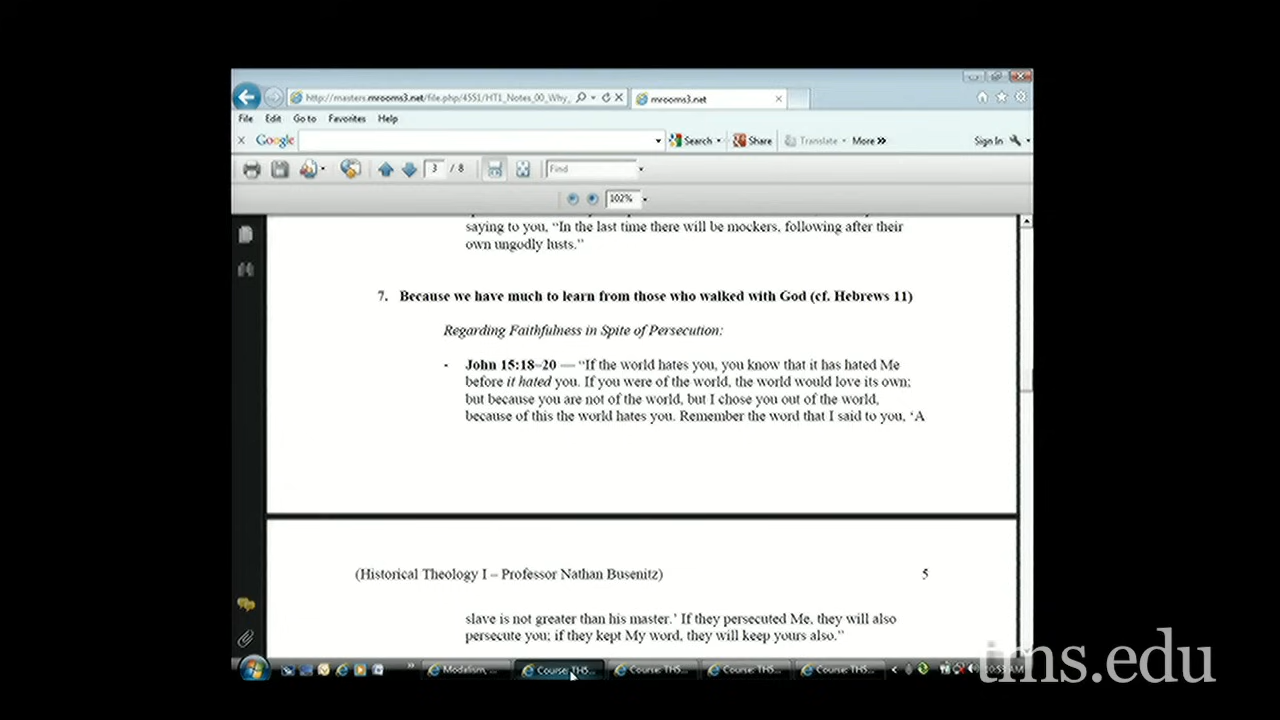 http://masters.mrooms3.net/file.php/4551/HT1_Notes_00_Why_
mrooms3.net
File Edit Go to Favorites Help
Google Search Share Translate More Sign In
3 / 8 Find
102%
saying to you, “In the last time there will be mockers, following after their
own ungodly lusts.”
7. Because we have much to learn from those who walked with God (cf. Hebrews 11)
Regarding Faithfulness in Spite of Persecution:
- John 15:18–20 — “If the world hates you, you know that it has hated Me
before it hated you. If you were of the world, the world would love its own;
but because you are not of the world, but I chose you out of the world,
because of this the world hates you. Remember the word that I said to you, ‘A
(Historical Theology I – Professor Nathan Busenitz) 5
slave is not greater than his master.’ If they persecuted Me, they will also
persecute you; if they kept My word, they will keep yours also.”
Modalism, ... Course: TH5... Course: TH5... Course: TH5... Course: TH5...
tms.edu